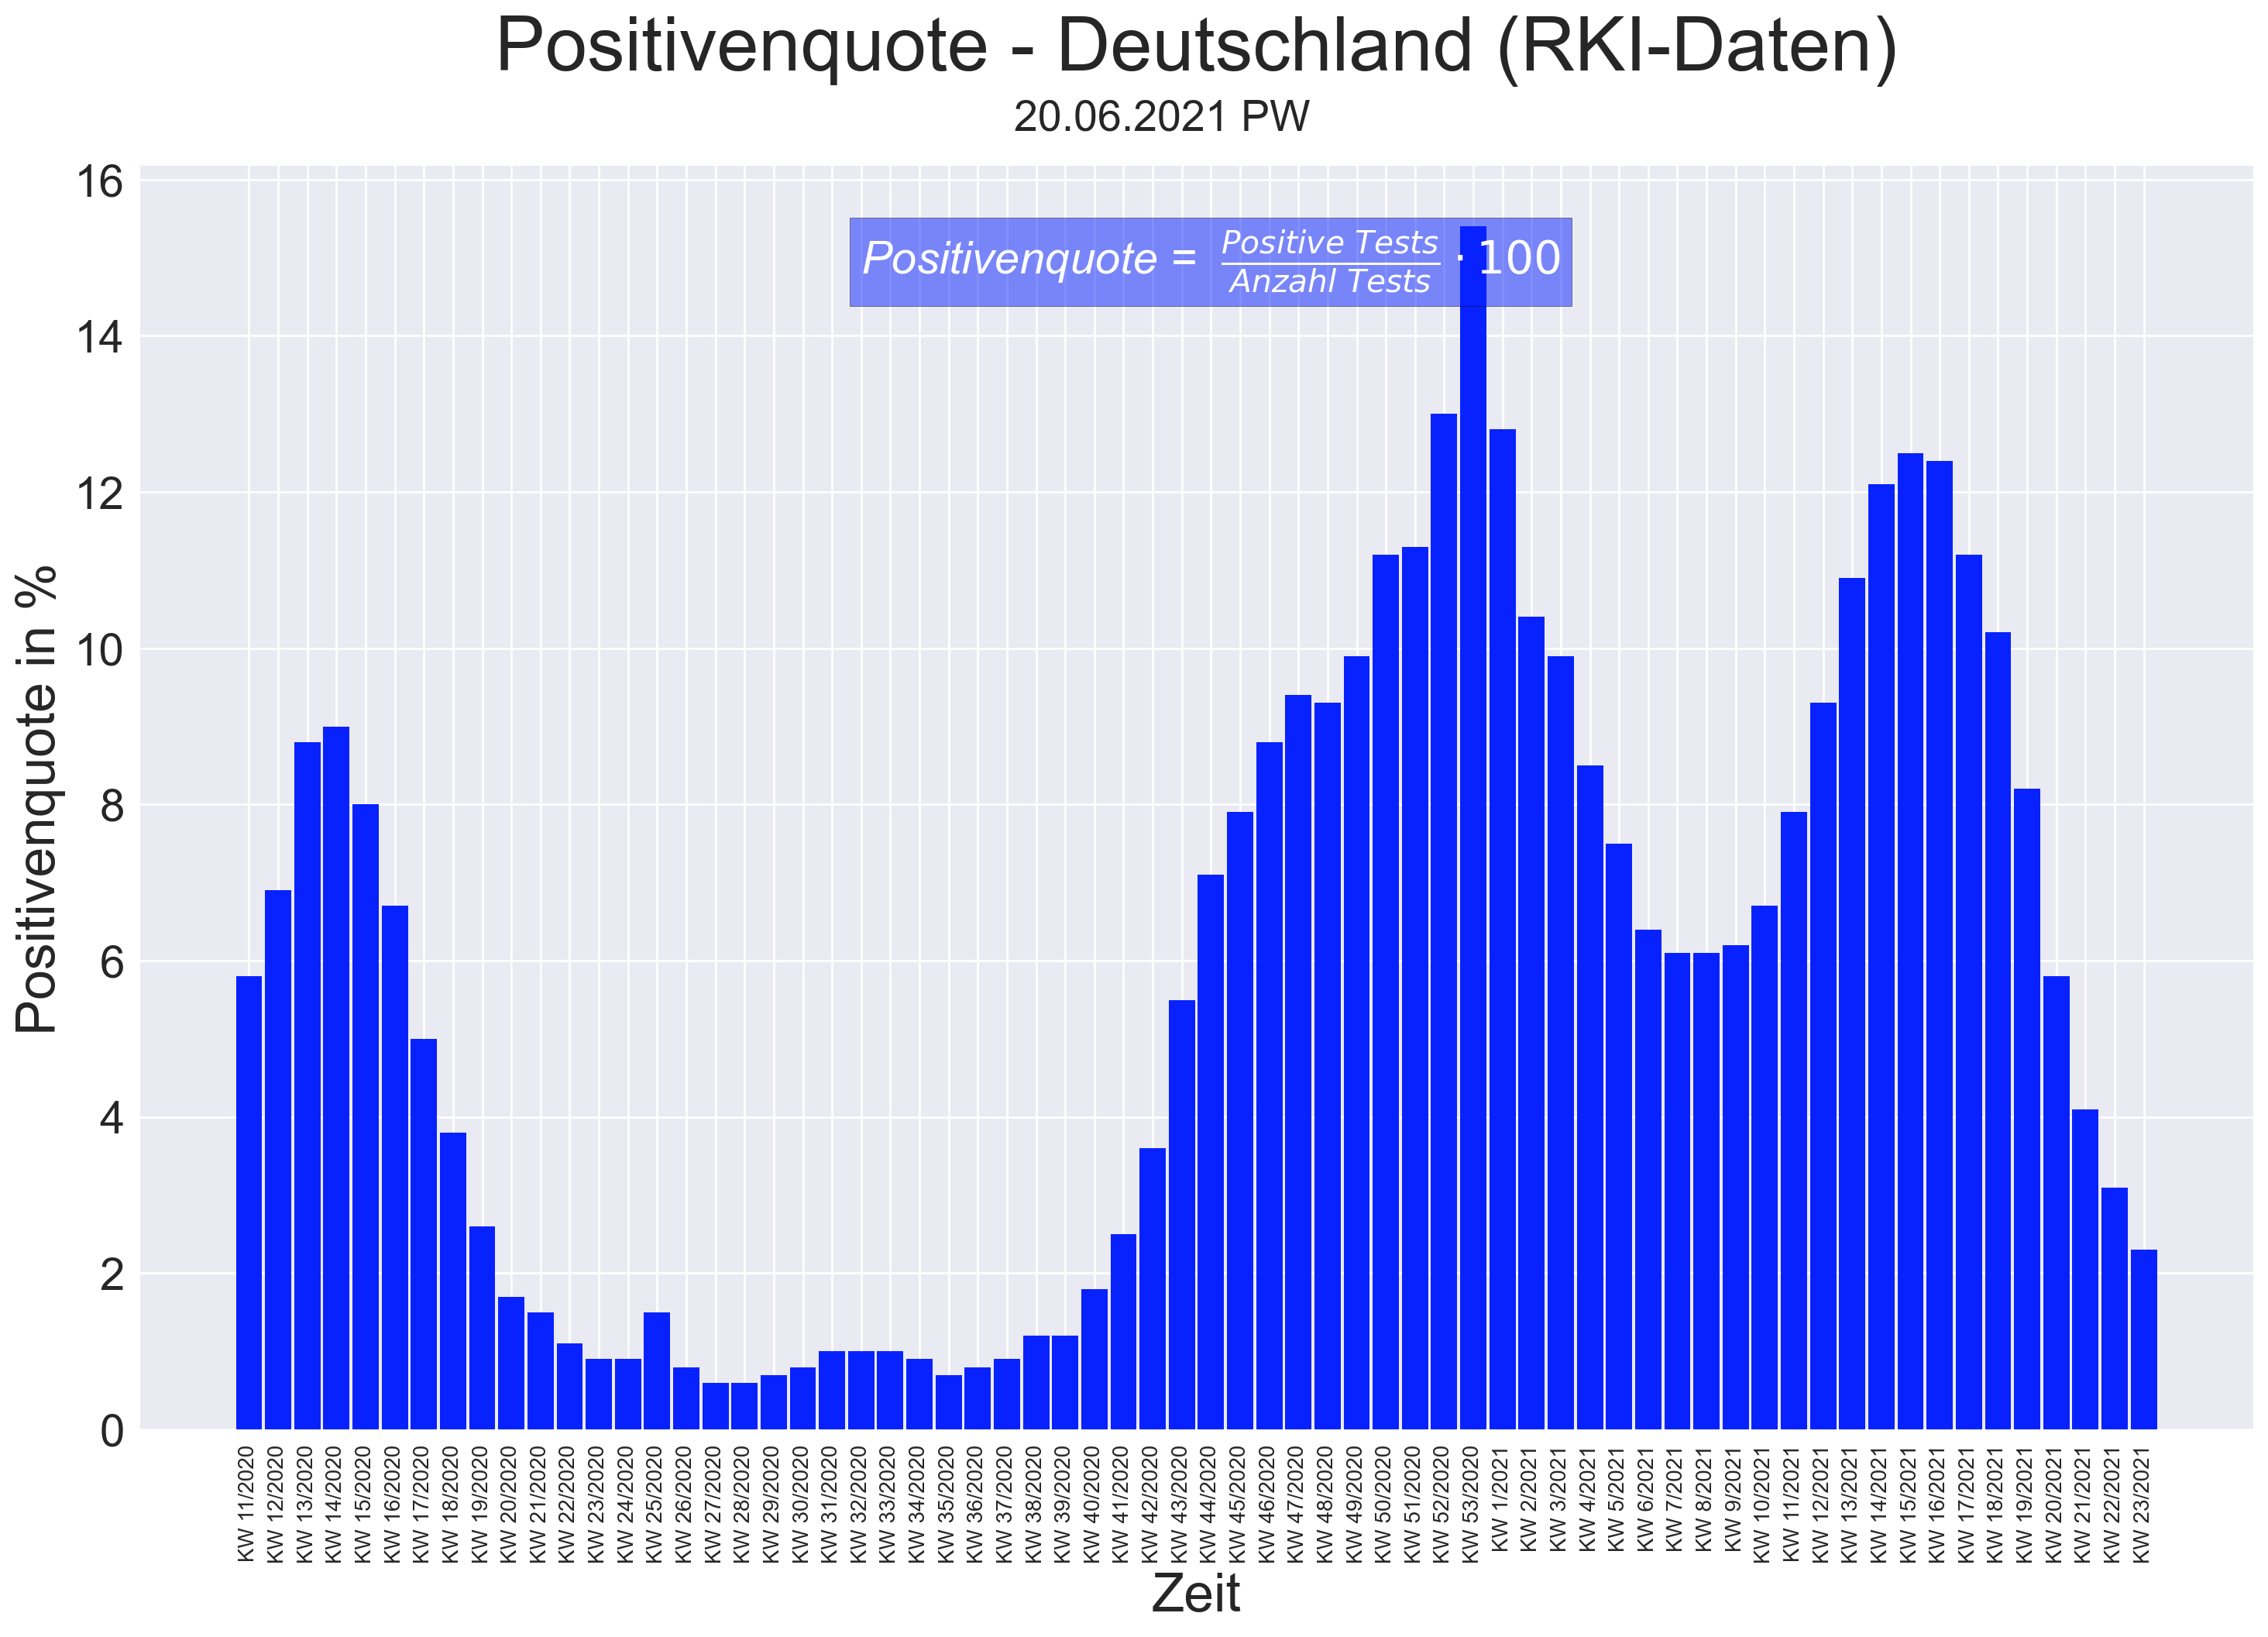 Positivenquote - Deutschland (RKI-Daten)
20.06.2021 PW
Positivenquote = Positive Tests / Anzahl Tests · 100
Positivenquote in %
16
14
12
10
8
6
4
2
0
KW 11/2020
KW 12/2020
KW 13/2020
KW 14/2020
KW 15/2020
KW 16/2020
KW 17/2020
KW 18/2020
KW 19/2020
KW 20/2020
KW 21/2020
KW 22/2020
KW 23/2020
KW 24/2020
KW 25/2020
KW 26/2020
KW 27/2020
KW 28/2020
KW 29/2020
KW 30/2020
KW 31/2020
KW 32/2020
KW 33/2020
KW 34/2020
KW 35/2020
KW 36/2020
KW 37/2020
KW 38/2020
KW 39/2020
KW 40/2020
KW 41/2020
KW 42/2020
KW 43/2020
KW 44/2020
KW 45/2020
KW 46/2020
KW 47/2020
KW 48/2020
KW 49/2020
KW 50/2020
KW 51/2020
KW 52/2020
KW 53/2020
KW 1/2021
KW 2/2021
KW 3/2021
KW 4/2021
KW 5/2021
KW 6/2021
KW 7/2021
KW 8/2021
KW 9/2021
KW 10/2021
KW 11/2021
KW 12/2021
KW 13/2021
KW 14/2021
KW 15/2021
KW 16/2021
KW 17/2021
KW 18/2021
KW 19/2021
KW 20/2021
KW 21/2021
KW 22/2021
KW 23/2021
Zeit